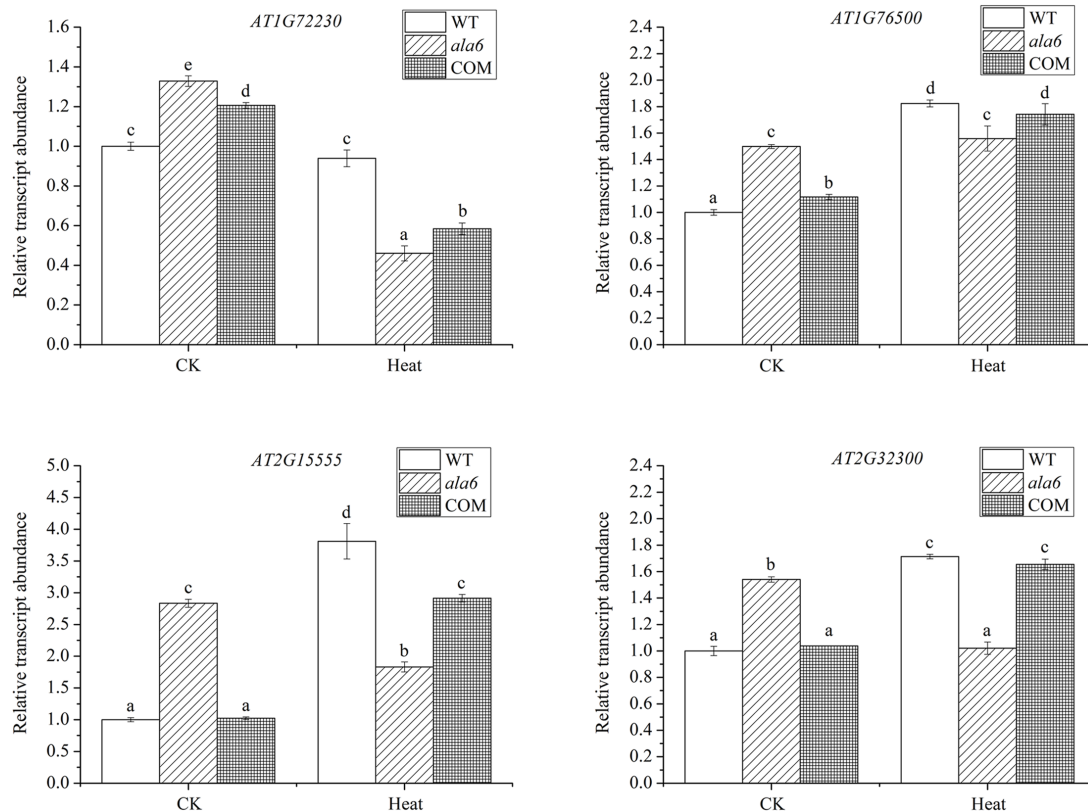 AT1G72230
WT
ala6
COM
Relative transcript abundance
1.6
1.4
1.2
1.0
0.8
0.6
0.4
0.2
0.0
c
e
d
c
a
b
CK
Heat
AT1G76500
WT
ala6
COM
Relative transcript abundance
2.4
2.2
2.0
1.8
1.6
1.4
1.2
1.0
0.8
0.6
0.4
0.2
0.0
a
c
b
d
c
d
CK
Heat
AT2G15555
WT
ala6
COM
Relative transcript abundance
5.0
4.5
4.0
3.5
3.0
2.5
2.0
1.5
1.0
0.5
0.0
a
c
a
d
b
c
CK
Heat
AT2G32300
WT
ala6
COM
Relative transcript abundance
2.4
2.2
2.0
1.8
1.6
1.4
1.2
1.0
0.8
0.6
0.4
0.2
0.0
a
b
a
c
a
c
CK
Heat